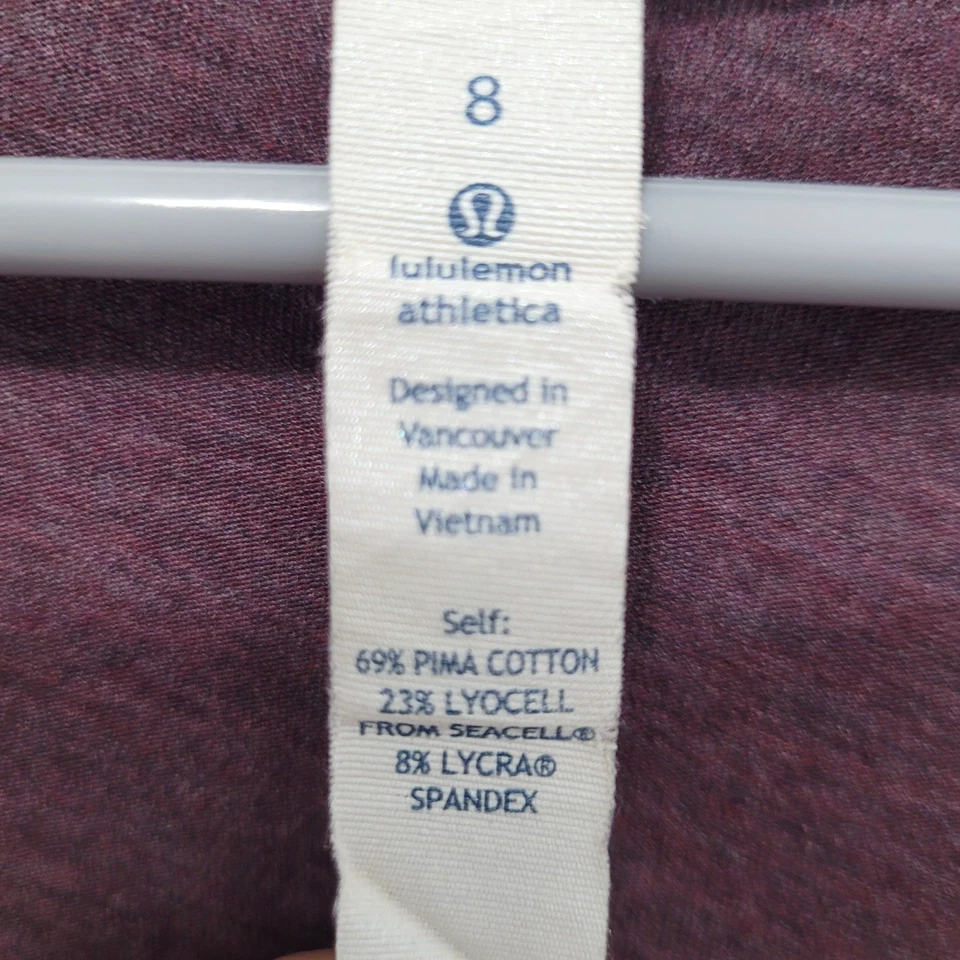 8
lululemon
athletica
Designed in
Vancouver
Made in
Vietnam
Self:
69% PIMA COTTON
23% LYOCELL
FROM SEACELL®
8% LYCRA®
SPANDEX